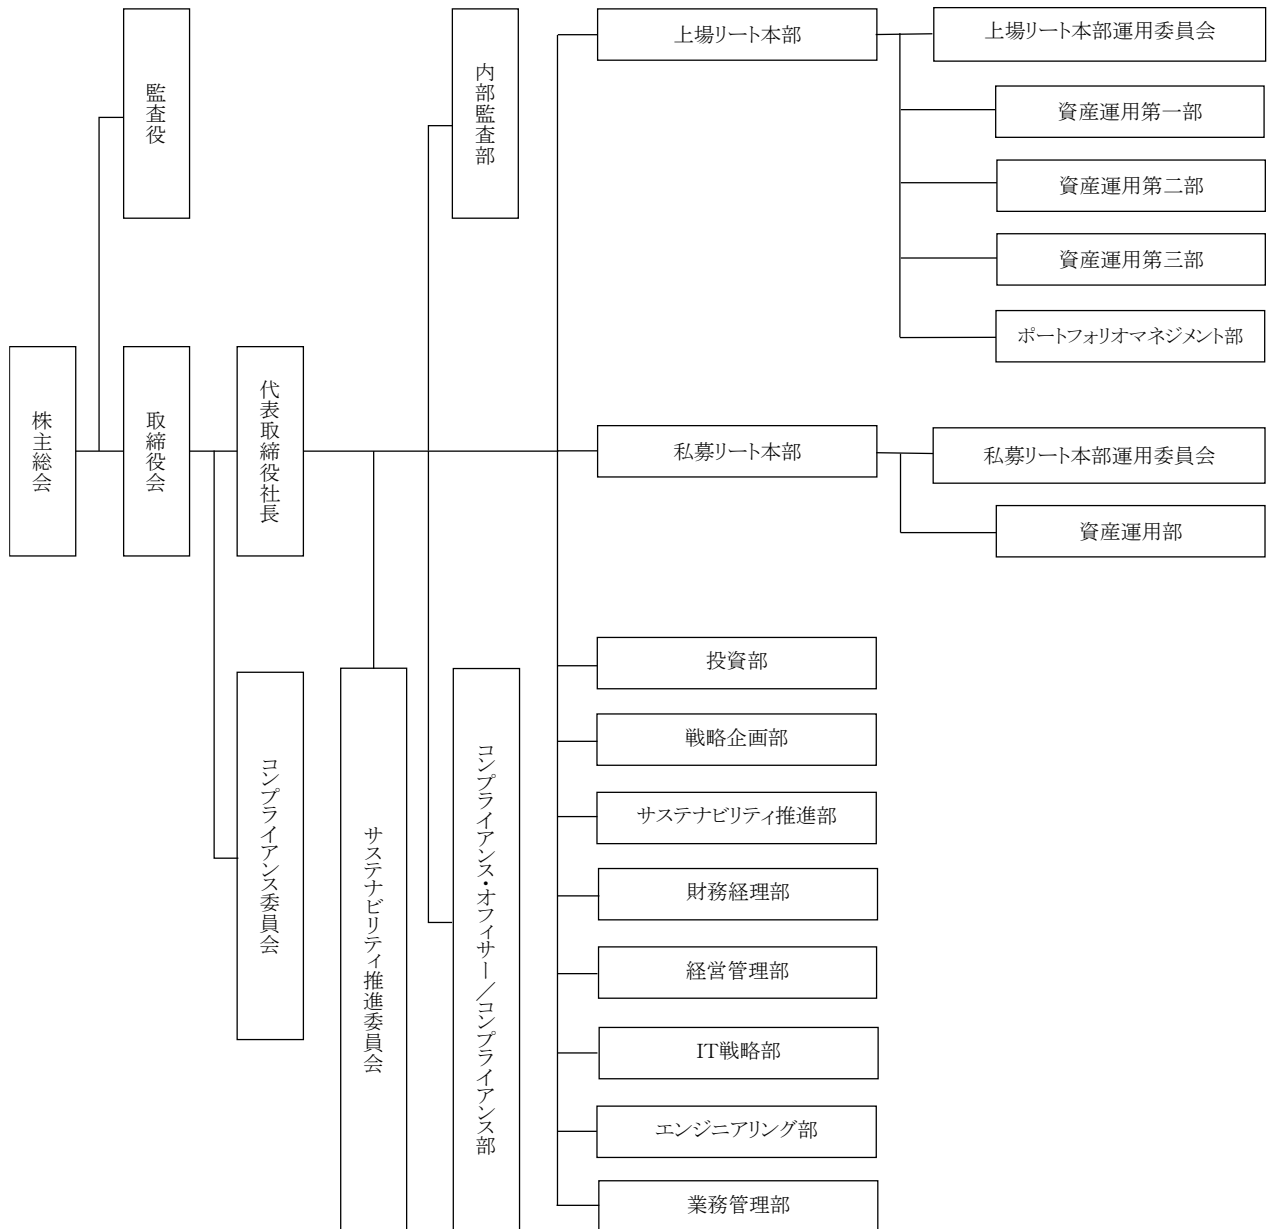 株主総会
監査役
取締役会
代表取締役社長
コンプライアンス委員会
サステナビリティ推進委員会
内部監査部
コンプライアンス・オフィサー／コンプライアンス部
上場リート本部
上場リート本部運用委員会
資産運用第一部
資産運用第二部
資産運用第三部
ポートフォリオマネジメント部
私募リート本部
私募リート本部運用委員会
資産運用部
投資部
戦略企画部
サステナビリティ推進部
財務経理部
経営管理部
IT戦略部
エンジニアリング部
業務管理部